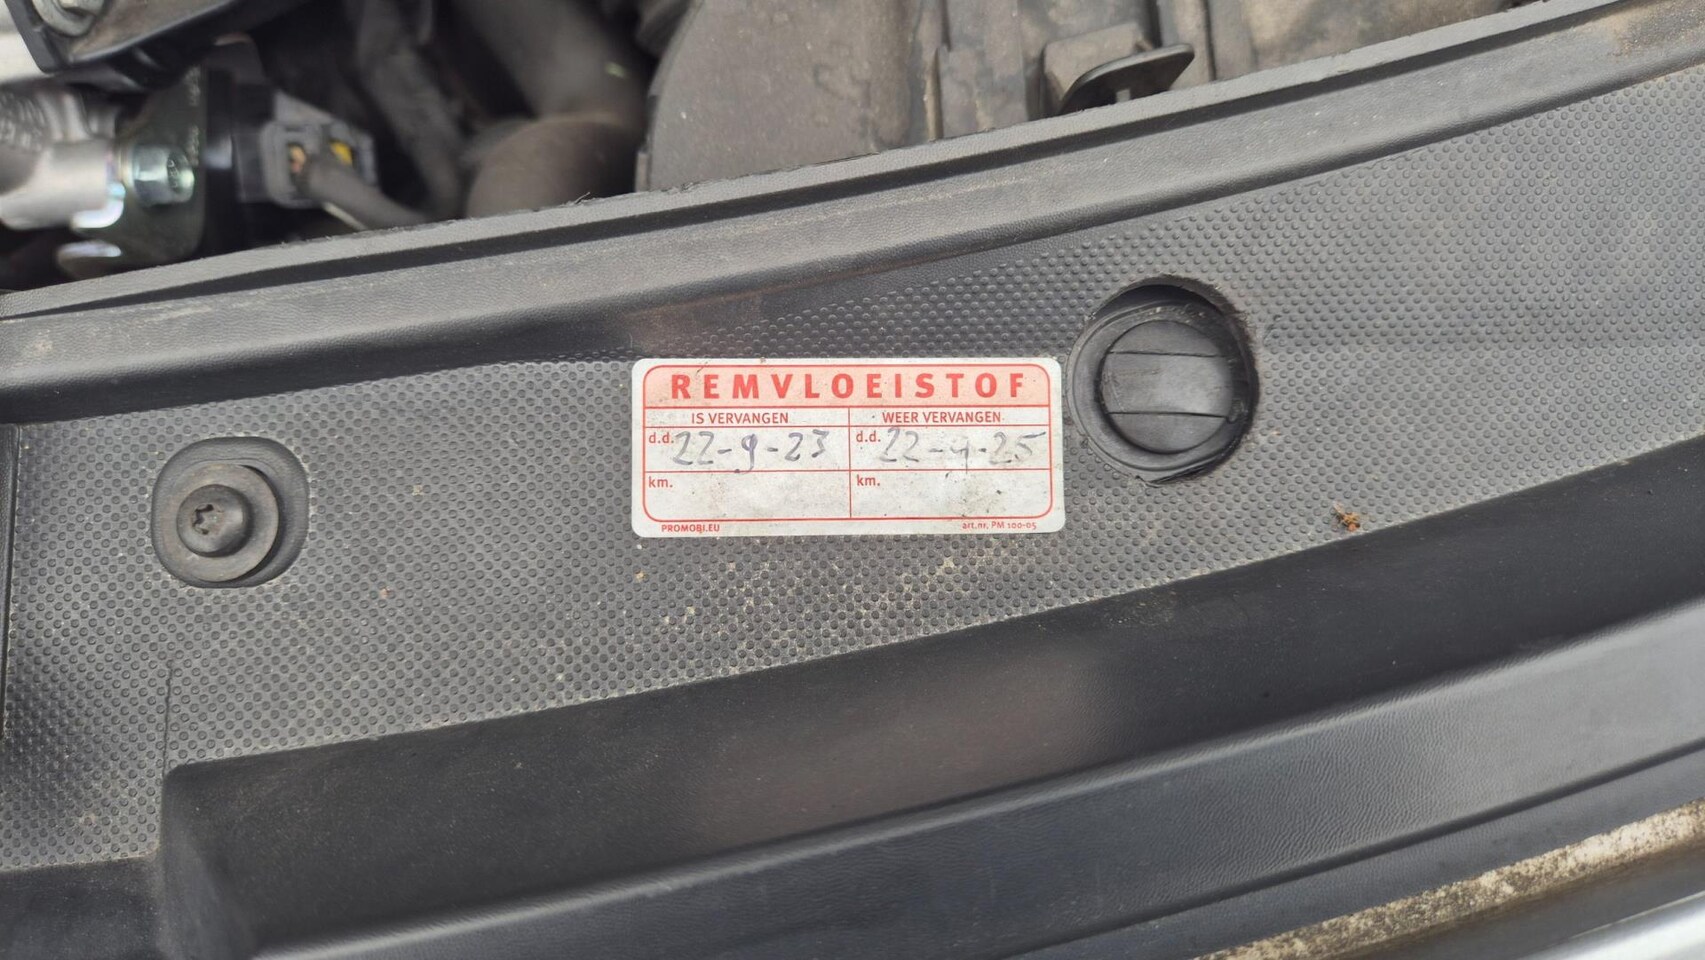 REMVLOEISTOF
IS VERVANGEN WEER VERVANGEN
d.d. 22-9-23 d.d. 22-9-25
km. km.
PROMOBI.EU art.nr. PM 100-05